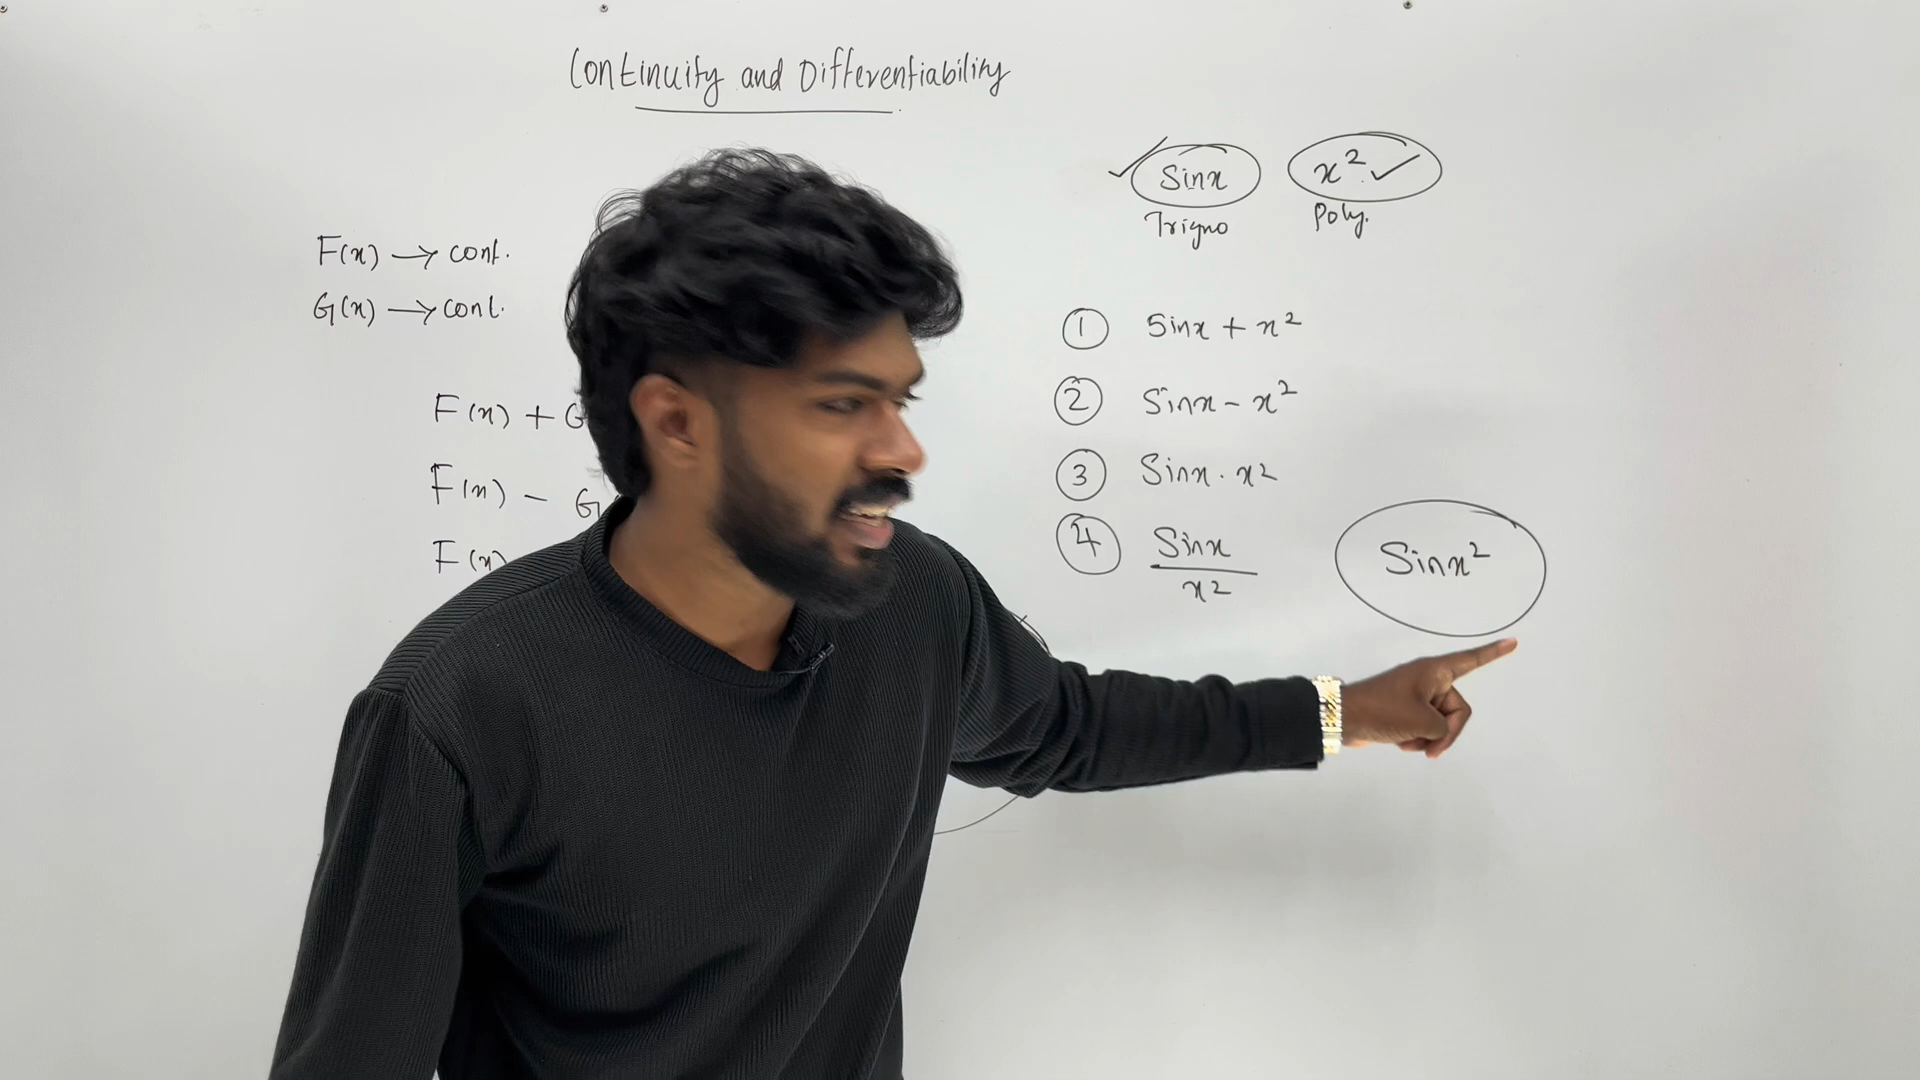 Continuity and Differentiability
Sinx x²
Trigno Poly.
F(x) → cont.
G(x) → cont.
F(x) + G
F(x) - G
F(x)
① Sinx + x²
② Sinx - x²
③ Sinx . x²
④ Sinx
x²
Sinx²